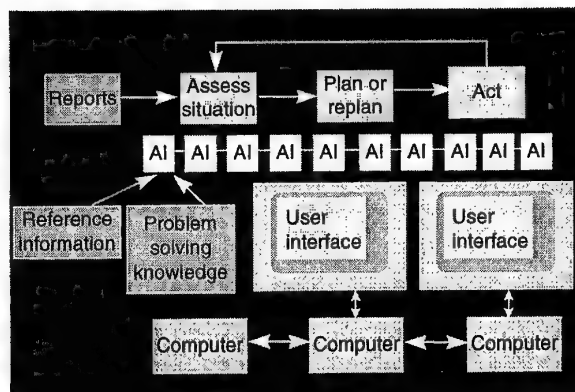 Reports
Assess
situation
Plan or
replan
Act
AI AI AI AI AI AI AI AI AI AI
Reference
information
Problem
solving
knowledge
User
interface
User
interface
Computer
Computer
Computer